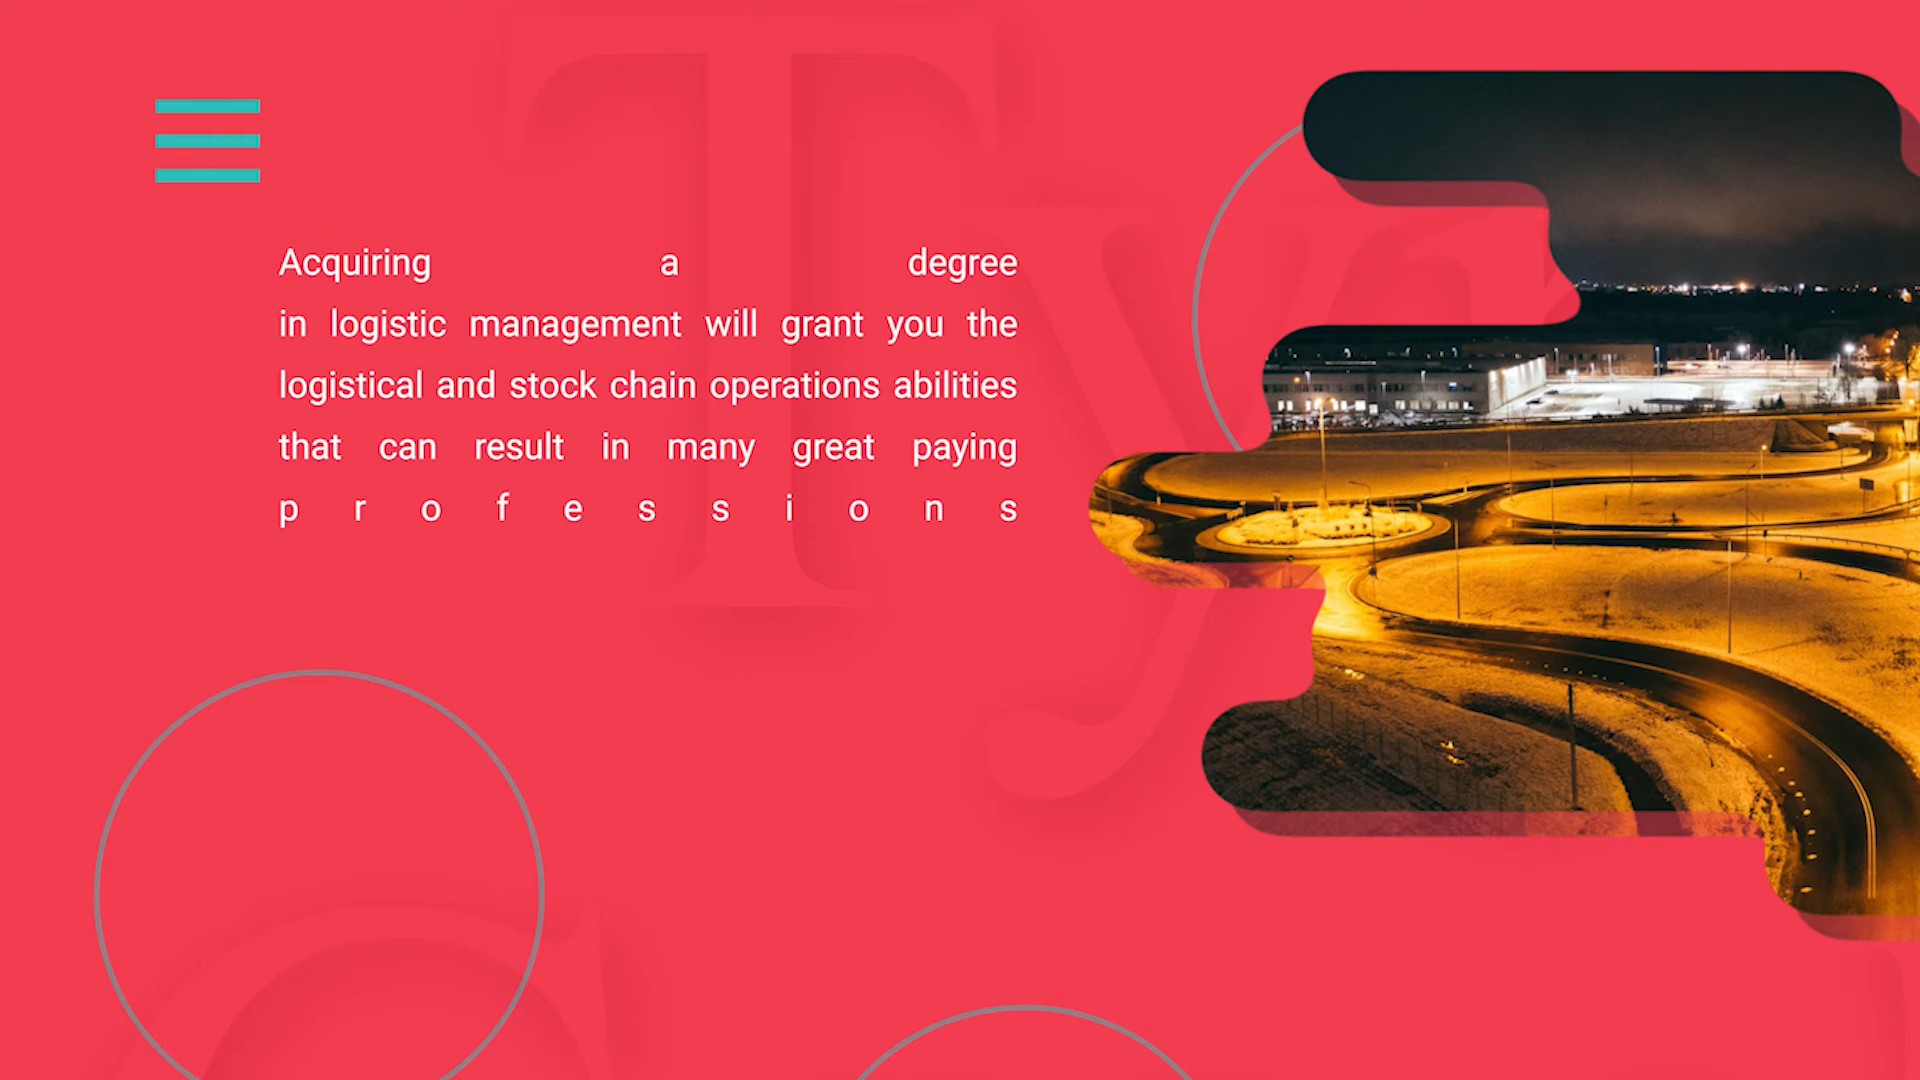 Acquiring a degree
in logistic management will grant you the
logistical and stock chain operations abilities
that can result in many great paying
professions